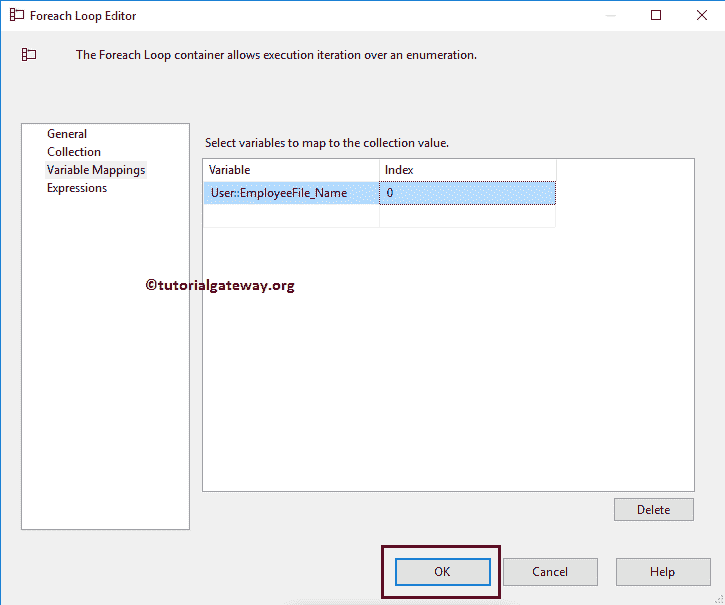 Foreach Loop Editor
The Foreach Loop container allows execution iteration over an enumeration.
General
Collection
Variable Mappings
Expressions
Select variables to map to the collection value.
Variable Index
User::EmployeeFile_Name 0
©tutorialgateway.org
Delete
OK Cancel Help